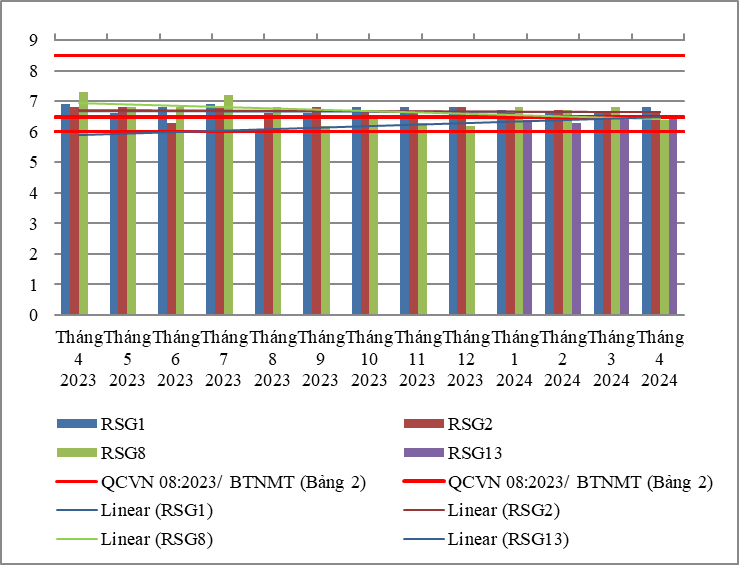 9
8
7
6
5
4
3
2
1
0
Tháng Tháng Tháng Tháng Tháng Tháng Tháng Tháng Tháng Tháng Tháng Tháng Tháng
4 5 6 7 8 9 10 11 12 1 2 3 4
2023 2023 2023 2023 2023 2023 2023 2023 2023 2024 2024 2024 2024
RSG1 RSG2
RSG8 RSG13
QCVN 08:2023/ BTNMT (Bảng 2) QCVN 08:2023/ BTNMT (Bảng 2)
Linear (RSG1) Linear (RSG2)
Linear (RSG8) Linear (RSG13)